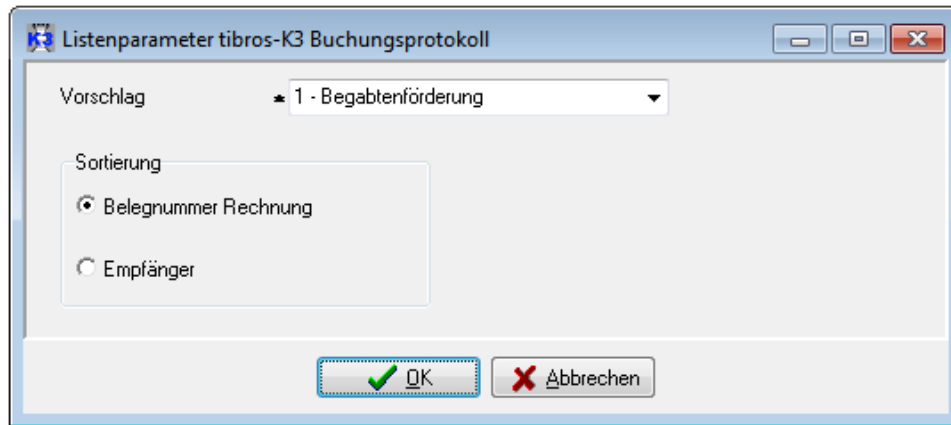 K3 Listenparameter tibros-K3 Buchungsprotokoll
Vorschlag * 1 - Begabtenförderung
Sortierung
Belegnummer Rechnung
Empfänger
OK Abbrechen